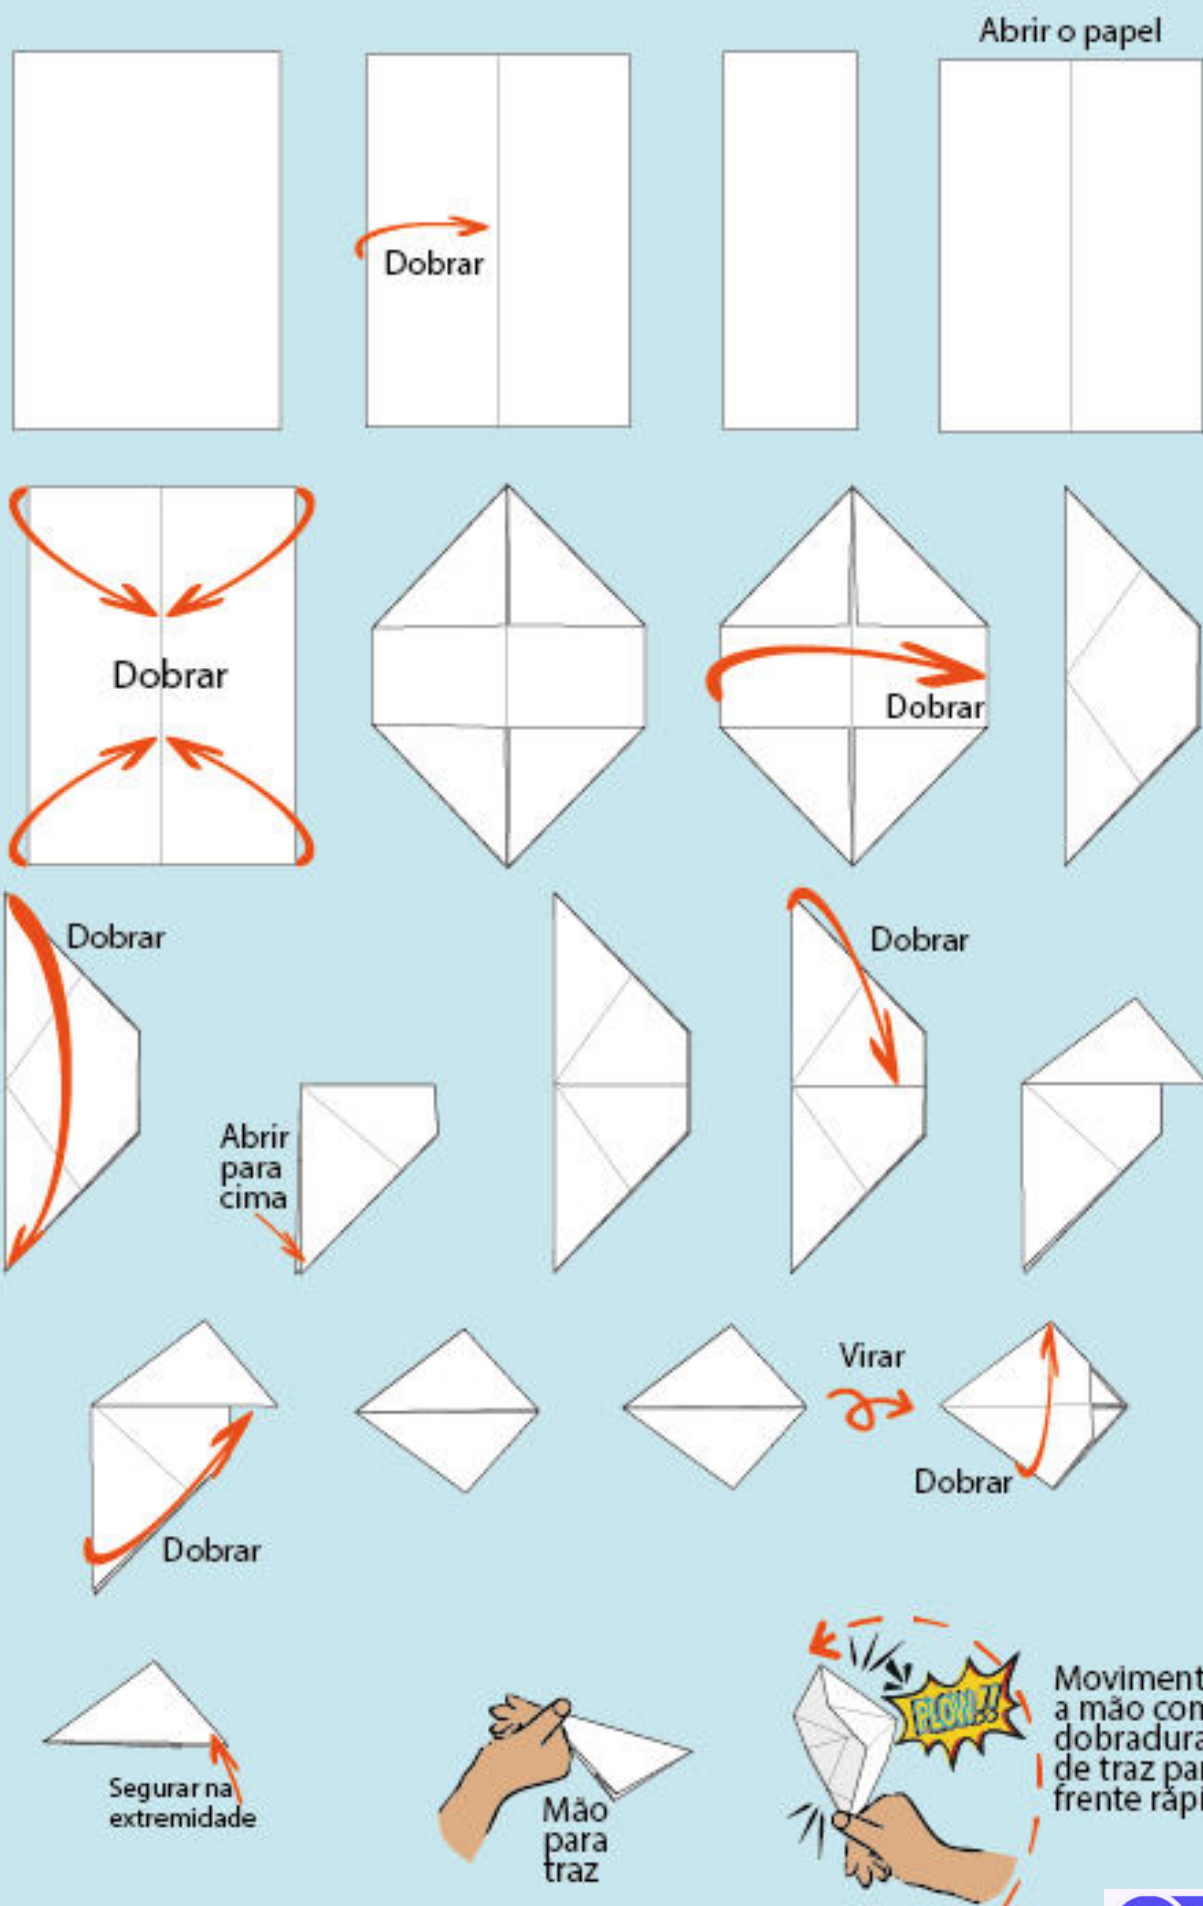 Abrir o papel
Dobrar
Dobrar
Dobrar
Dobrar
Dobrar
Abrir
para
cima
Dobrar
Virar
Dobrar
Segurar na
extremidade
Mão
para
traz
PLOW!!
Moviment
a mão con
dobradura
de traz par
frente rápi